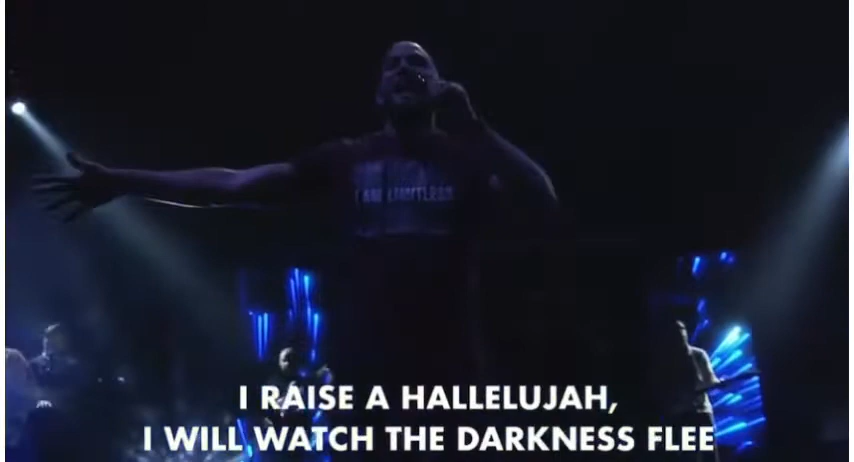 I AM LIMITLESS
I RAISE A HALLELUJAH,
I WILL WATCH THE DARKNESS FLEE